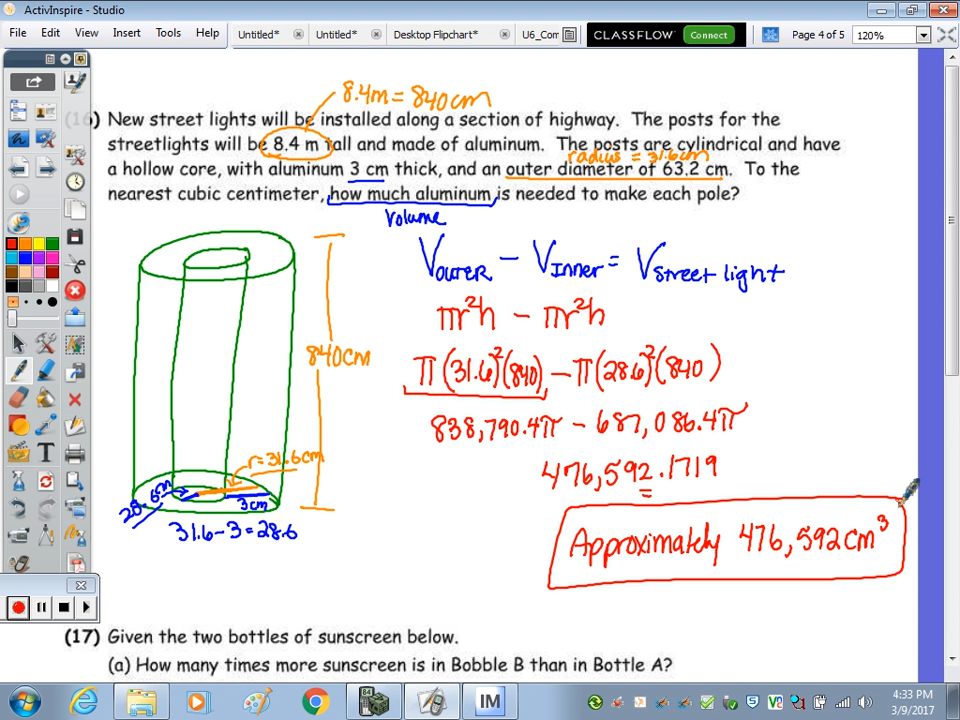 ActivInspire - Studio
File Edit View Insert Tools Help Untitled* Untitled* Desktop Flipchart* U6_Com CLASSFLOW Connect Page 4 of 5 120%
8.4m = 840cm
(16) New street lights will be installed along a section of highway. The posts for the
streetlights will be 8.4 m tall and made of aluminum. The posts are cylindrical and have
radius = 31.6cm
a hollow core, with aluminum 3 cm thick, and an outer diameter of 63.2 cm. To the
nearest cubic centimeter, how much aluminum is needed to make each pole?
Volume
VOUTER - VInner = VStreet light
πr²h - πr²h
840cm
π(31.6)²(840) - π(28.6)²(840)
838,790.4π - 687,086.4π
r=31.6cm
476,592.1719
28.6cm
3cm
31.6-3=28.6
Approximately 476,592cm³
(17) Given the two bottles of sunscreen below.
(a) How many times more sunscreen is in Bobble B than in Bottle A?
84
IM
4:33 PM
3/9/2017